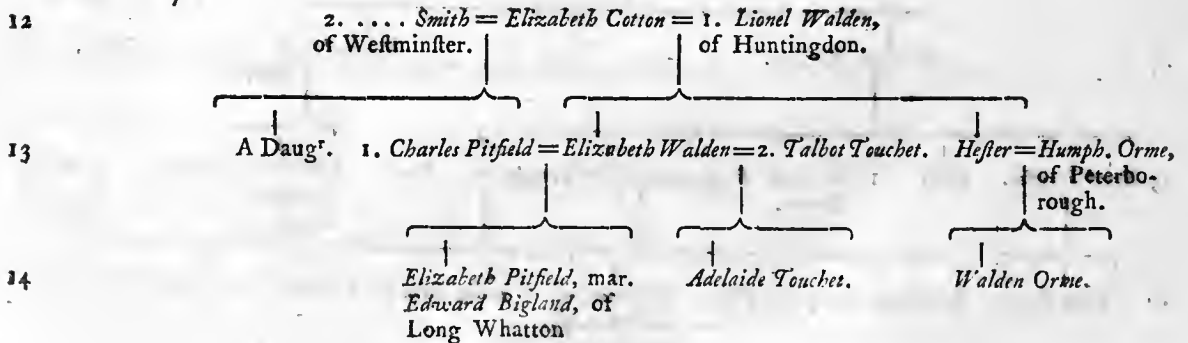 12 2. .... Smith = Elizabeth Cotton = 1. Lionel Walden,
of Weſtminſter. of Huntingdon.
13 A Daugʳ. 1. Charles Pitfield = Elizabeth Walden = 2. Talbot Touchet. Heſter = Humph. Orme,
of Peterbo-
rough.
14 Elizabeth Pitfield, mar. Adelaide Touchet. Walden Orme.
Edward Bigland, of
Long Whatton